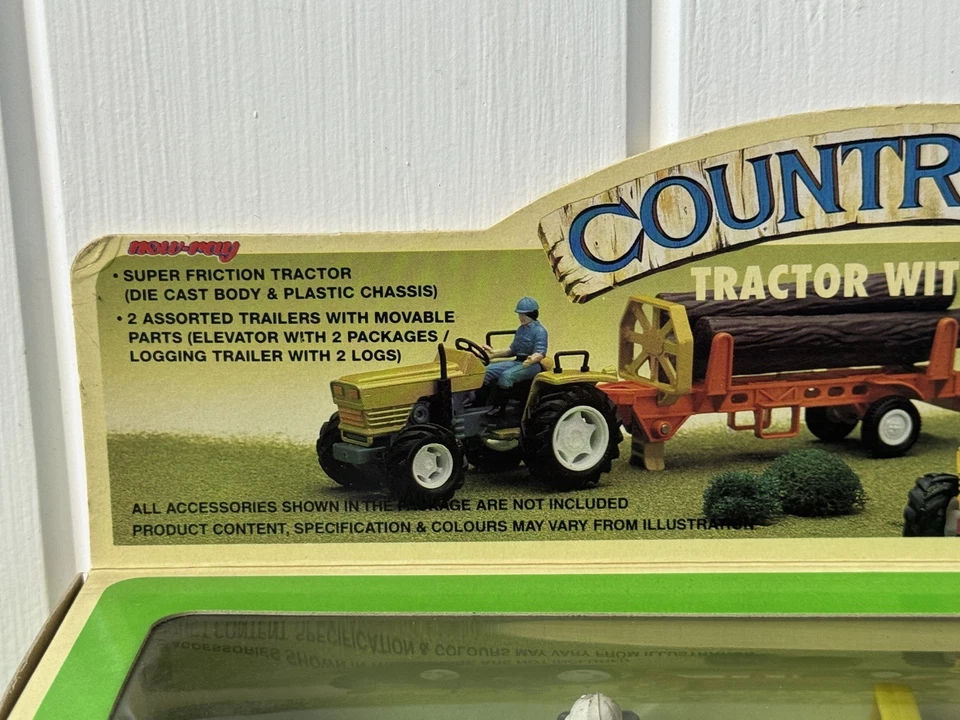 new-ray
COUNTR
TRACTOR WIT
• SUPER FRICTION TRACTOR
(DIE CAST BODY & PLASTIC CHASSIS)
• 2 ASSORTED TRAILERS WITH MOVABLE
PARTS (ELEVATOR WITH 2 PACKAGES /
LOGGING TRAILER WITH 2 LOGS)
ALL ACCESSORIES SHOWN IN THE PACKAGE ARE NOT INCLUDED
PRODUCT CONTENT, SPECIFICATION & COLOURS MAY VARY FROM ILLUSTRATION